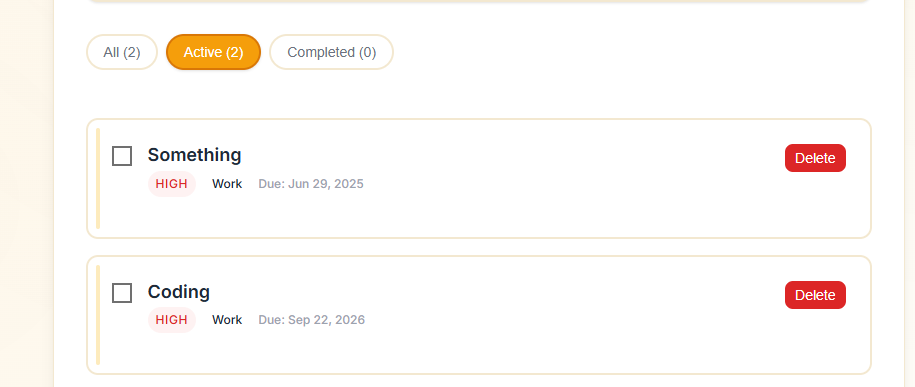 All (2) Active (2) Completed (0)
Something
Delete
HIGH Work Due: Jun 29, 2025
Coding
Delete
HIGH Work Due: Sep 22, 2026